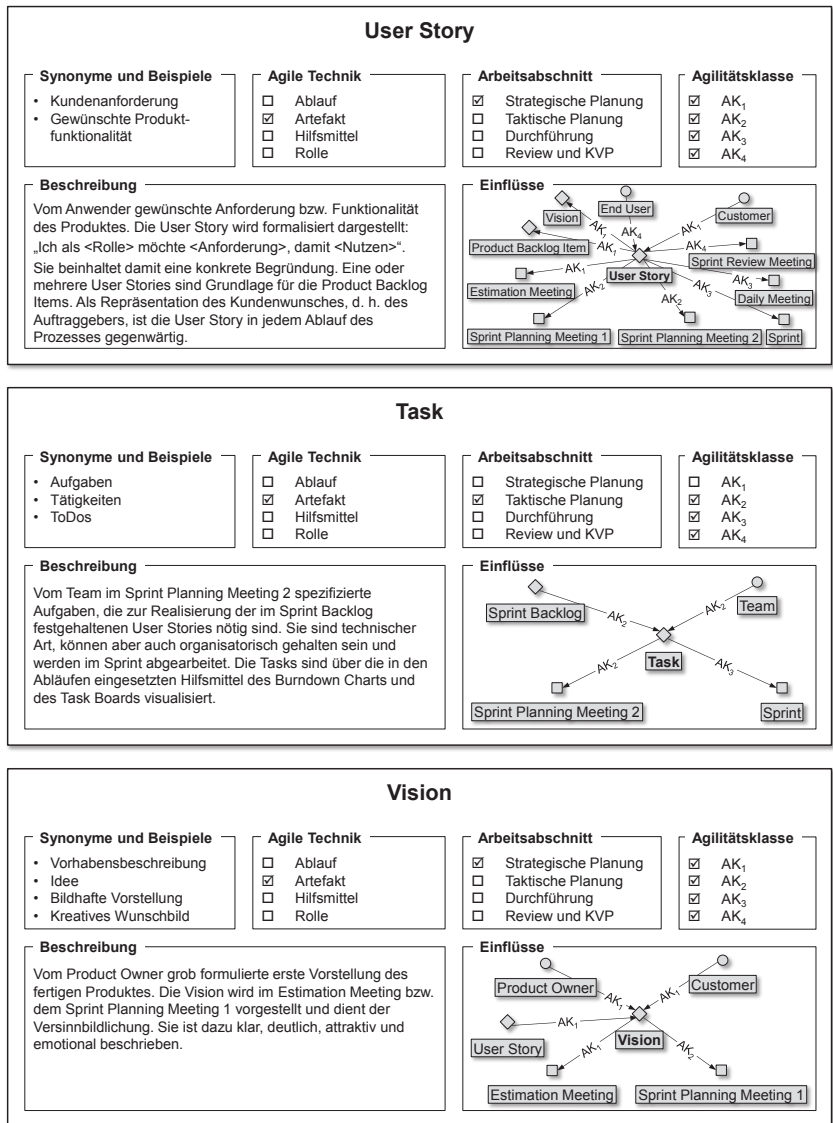 User Story
Synonyme und Beispiele
• Kundenanforderung
• Gewünschte Produkt-
funktionalität
Agile Technik
☐ Ablauf
☑ Artefakt
☐ Hilfsmittel
☐ Rolle
Arbeitsabschnitt
☑ Strategische Planung
☐ Taktische Planung
☐ Durchführung
☐ Review und KVP
Agilitätsklasse
☑ AK₁
☑ AK₂
☑ AK₃
☑ AK₄
Beschreibung
Vom Anwender gewünschte Anforderung bzw. Funktionalität
des Produktes. Die User Story wird formalisiert dargestellt:
„Ich als <Rolle> möchte <Anforderung>, damit <Nutzen>“.
Sie beinhaltet damit eine konkrete Begründung. Eine oder
mehrere User Stories sind Grundlage für die Product Backlog
Items. Als Repräsentation des Kundenwunsches, d. h. des
Auftraggebers, ist die User Story in jedem Ablauf des
Prozesses gegenwärtig.
Einflüsse
End User
Vision
Customer
AK₁
AK₄
AK₁
Product Backlog Item
AK₁
AK₄
Sprint Review Meeting
AK₁
User Story
AK₃
Estimation Meeting
AK₂
AK₂
AK₃
Daily Meeting
Sprint Planning Meeting 1
Sprint Planning Meeting 2
Sprint
Task
Synonyme und Beispiele
• Aufgaben
• Tätigkeiten
• ToDos
Agile Technik
☐ Ablauf
☑ Artefakt
☐ Hilfsmittel
☐ Rolle
Arbeitsabschnitt
☐ Strategische Planung
☑ Taktische Planung
☐ Durchführung
☐ Review und KVP
Agilitätsklasse
☐ AK₁
☑ AK₂
☑ AK₃
☑ AK₄
Beschreibung
Vom Team im Sprint Planning Meeting 2 spezifizierte
Aufgaben, die zur Realisierung der im Sprint Backlog
festgehaltenen User Stories nötig sind. Sie sind technischer
Art, können aber auch organisatorisch gehalten sein und
werden im Sprint abgearbeitet. Die Tasks sind über die in den
Abläufen eingesetzten Hilfsmittel des Burndown Charts und
des Task Boards visualisiert.
Einflüsse
Sprint Backlog
Team
AK₂
AK₂
Task
AK₂
AK₃
Sprint Planning Meeting 2
Sprint
Vision
Synonyme und Beispiele
• Vorhabensbeschreibung
• Idee
• Bildhafte Vorstellung
• Kreatives Wunschbild
Agile Technik
☐ Ablauf
☑ Artefakt
☐ Hilfsmittel
☐ Rolle
Arbeitsabschnitt
☑ Strategische Planung
☐ Taktische Planung
☐ Durchführung
☐ Review und KVP
Agilitätsklasse
☑ AK₁
☑ AK₂
☑ AK₃
☑ AK₄
Beschreibung
Vom Product Owner grob formulierte erste Vorstellung des
fertigen Produktes. Die Vision wird im Estimation Meeting bzw.
dem Sprint Planning Meeting 1 vorgestellt und dient der
Versinnbildlichung. Sie ist dazu klar, deutlich, attraktiv und
emotional beschrieben.
Einflüsse
Product Owner
Customer
AK₁
AK₁
AK₁
User Story
Vision
AK₁
AK₂
Estimation Meeting
Sprint Planning Meeting 1